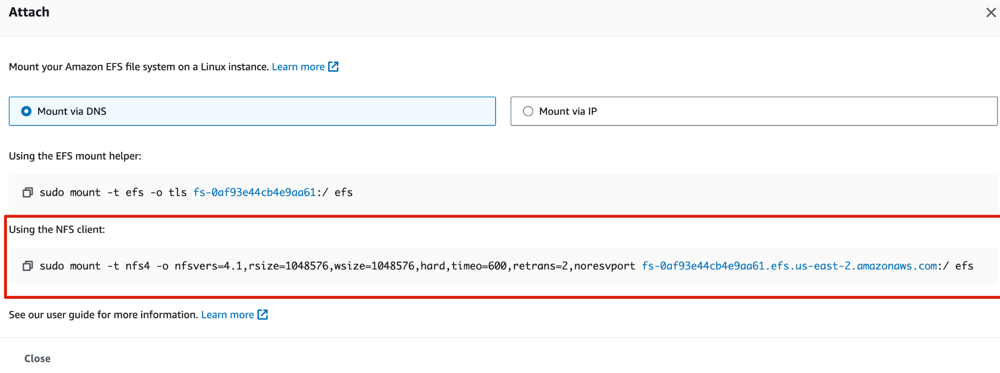 Attach
Mount your Amazon EFS file system on a Linux instance. Learn more
Mount via DNS
Mount via IP
Using the EFS mount helper:
sudo mount -t efs -o tls fs-0af93e44cb4e9aa61:/ efs
Using the NFS client:
sudo mount -t nfs4 -o nfsvers=4.1,rsize=1048576,wsize=1048576,hard,timeo=600,retrans=2,noresvport fs-0af93e44cb4e9aa61.efs.us-east-2.amazonaws.com:/ efs
See our user guide for more information. Learn more
Close